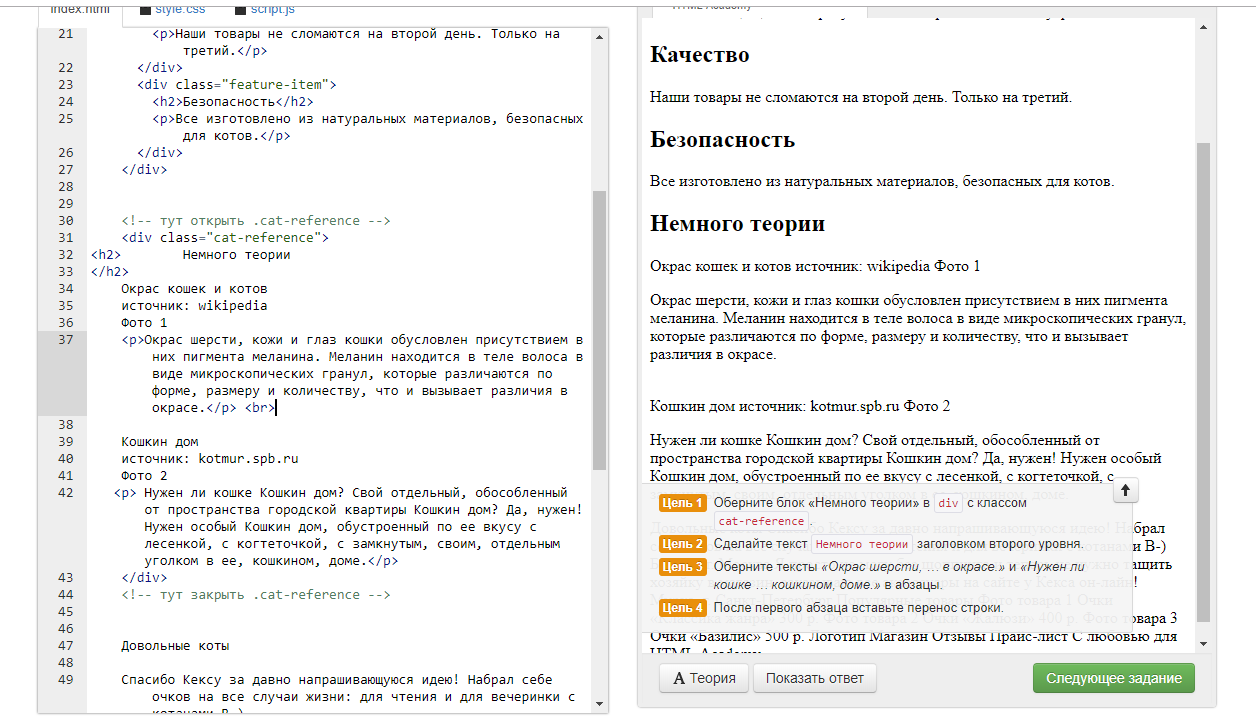 index.html
style.css
script.js
HTML Academy
21
<p>Наши товары не сломаются на второй день. Только на
третий.</p>
22
</div>
23
<div class="feature-item">
24
<h2>Безопасность</h2>
25
<p>Все изготовлено из натуральных материалов, безопасных
для котов.</p>
26
</div>
27
</div>
28
29
30
<!-- тут открыть .cat-reference -->
31
<div class="cat-reference">
32
<h2> Немного теории
33
</h2>
34
Окрас кошек и котов
35
источник: wikipedia
36
Фото 1
37
<p>Окрас шерсти, кожи и глаз кошки обусловлен присутствием в
них пигмента меланина. Меланин находится в теле волоса в
виде микроскопических гранул, которые различаются по
форме, размеру и количеству, что и вызывает различия в
окрасе.</p> <br>
38
39
Кошкин дом
40
источник: kotmur.spb.ru
41
Фото 2
42
<p> Нужен ли кошке Кошкин дом? Свой отдельный, обособленный
от пространства городской квартиры Кошкин дом? Да, нужен!
Нужен особый Кошкин дом, обустроенный по ее вкусу с
лесенкой, с когтеточкой, с замкнутым, своим, отдельным
уголком в ее, кошкином, доме.</p>
43
</div>
44
<!-- тут закрыть .cat-reference -->
45
46
47
Довольные коты
48
49
Спасибо Кексу за давно напрашивающуюся идею! Набрал себе
очков на все случаи жизни: для чтения и для вечеринки с
котанами В-)
Качество
Наши товары не сломаются на второй день. Только на третий.
Безопасность
Все изготовлено из натуральных материалов, безопасных для котов.
Немного теории
Окрас кошек и котов источник: wikipedia Фото 1
Окрас шерсти, кожи и глаз кошки обусловлен присутствием в них пигмента
меланина. Меланин находится в теле волоса в виде микроскопических гранул,
которые различаются по форме, размеру и количеству, что и вызывает
различия в окрасе.
Кошкин дом источник: kotmur.spb.ru Фото 2
Нужен ли кошке Кошкин дом? Свой отдельный, обособленный от
пространства городской квартиры Кошкин дом? Да, нужен! Нужен особый
Кошкин дом, обустроенный по ее вкусу с лесенкой, с когтеточкой, с
Цель 1 Оберните блок «Немного теории» в div с классом
cat-reference.
Цель 2 Сделайте текст Немного теории заголовком второго уровня.
Цель 3 Оберните тексты «Окрас шерсти, … в окрасе.» и «Нужен ли
кошке … кошкином, доме.» в абзацы.
Цель 4 После первого абзаца вставьте перенос строки.
Очки «Базилис» 500 р. Логотип Магазин Отзывы Прайс-лист С любовью для
HTML Academy
А Теория
Показать ответ
Следующее задание